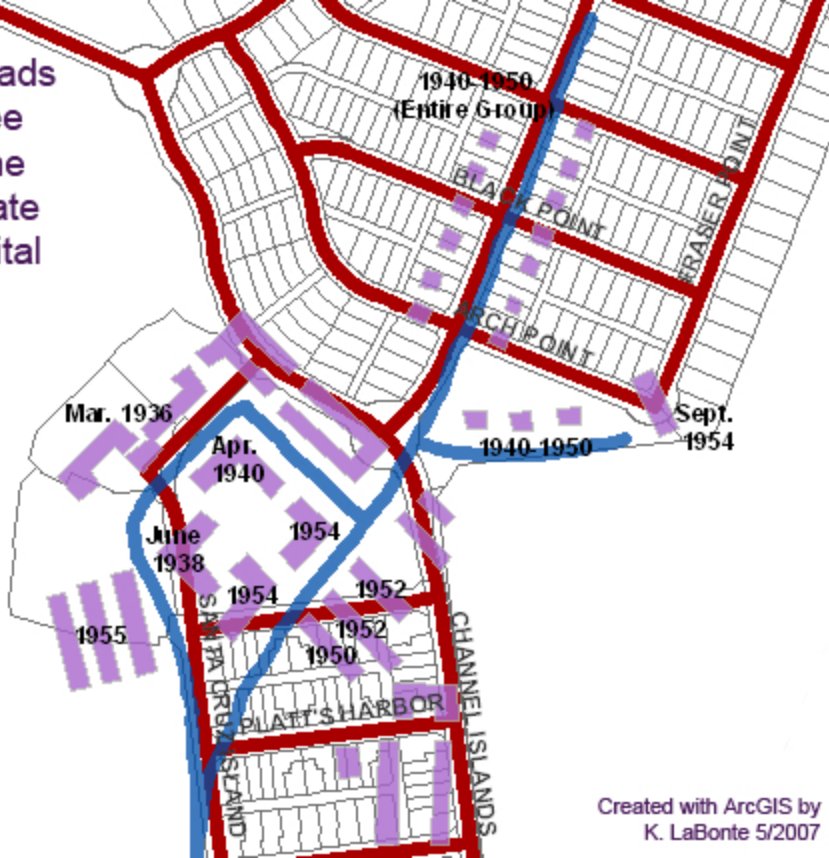 1940-1950
(Entire Group)
BLACK POINT
FRASER POINT
ARCH POINT
Mar. 1936
Sept.
1954
1940-1950
Apr.
1940
June
1938
1954
1954
1952
1952
1950
1955
SANTA CRUZ ISLAND
CHANNEL ISLANDS
PLATT'S HARBOR
Created with ArcGIS by
K. LaBonte 5/2007